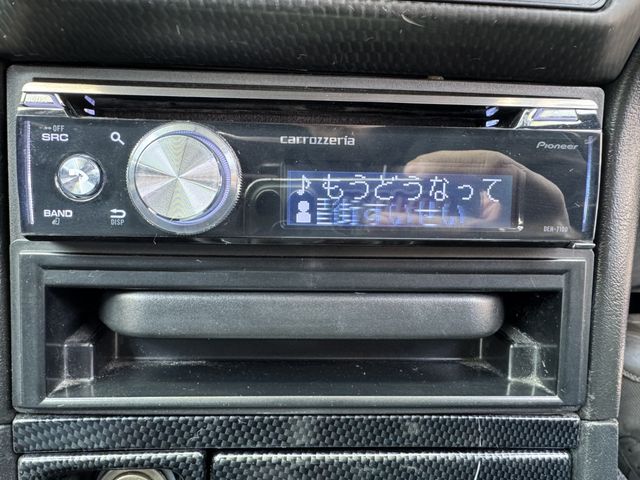 OFF
SRC
carrozzeria
Pioneer
♪もうどうなって
BAND
DISP
DEH-7100